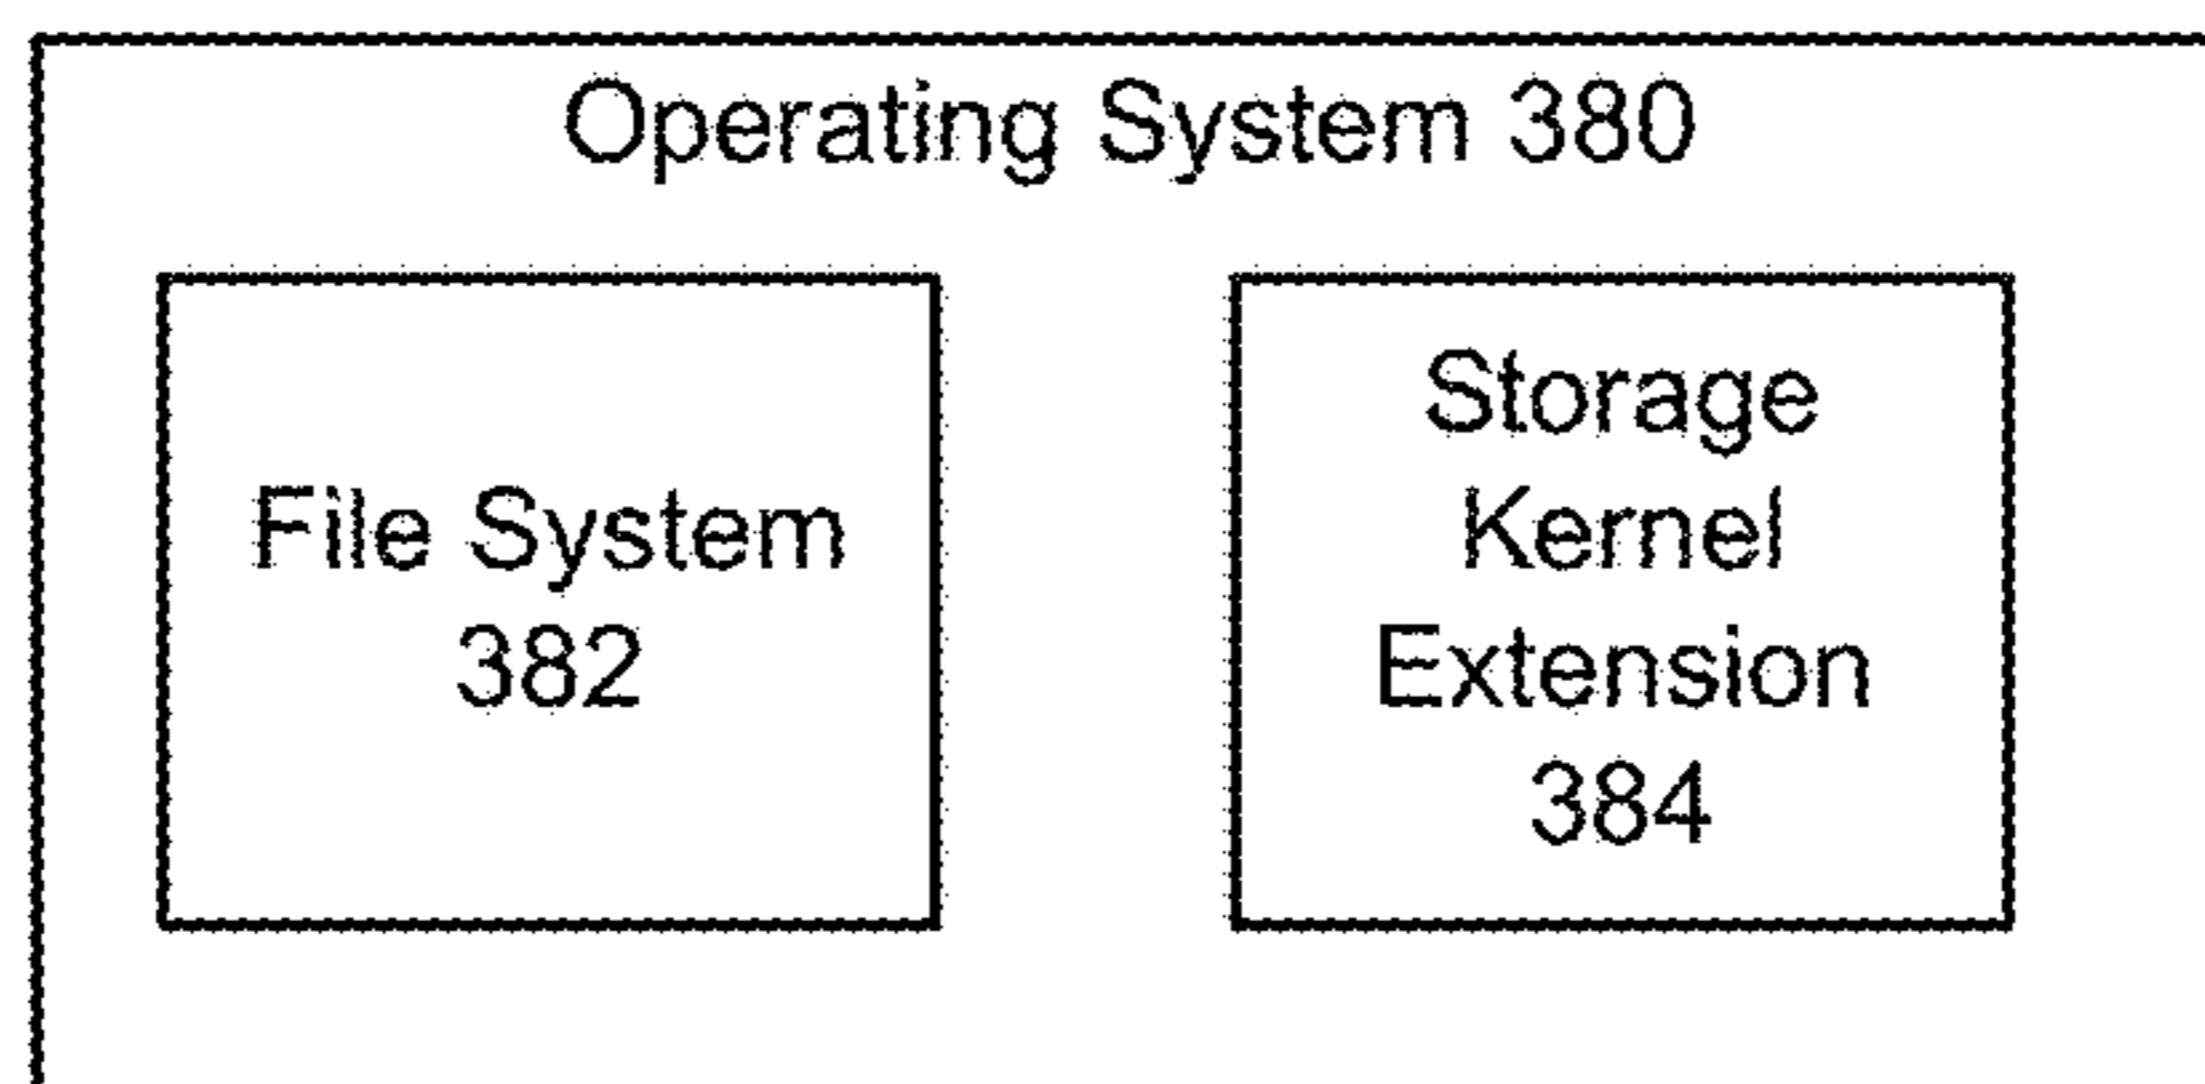 Operating System 380
File System
382
Storage
Kernel
Extension
384